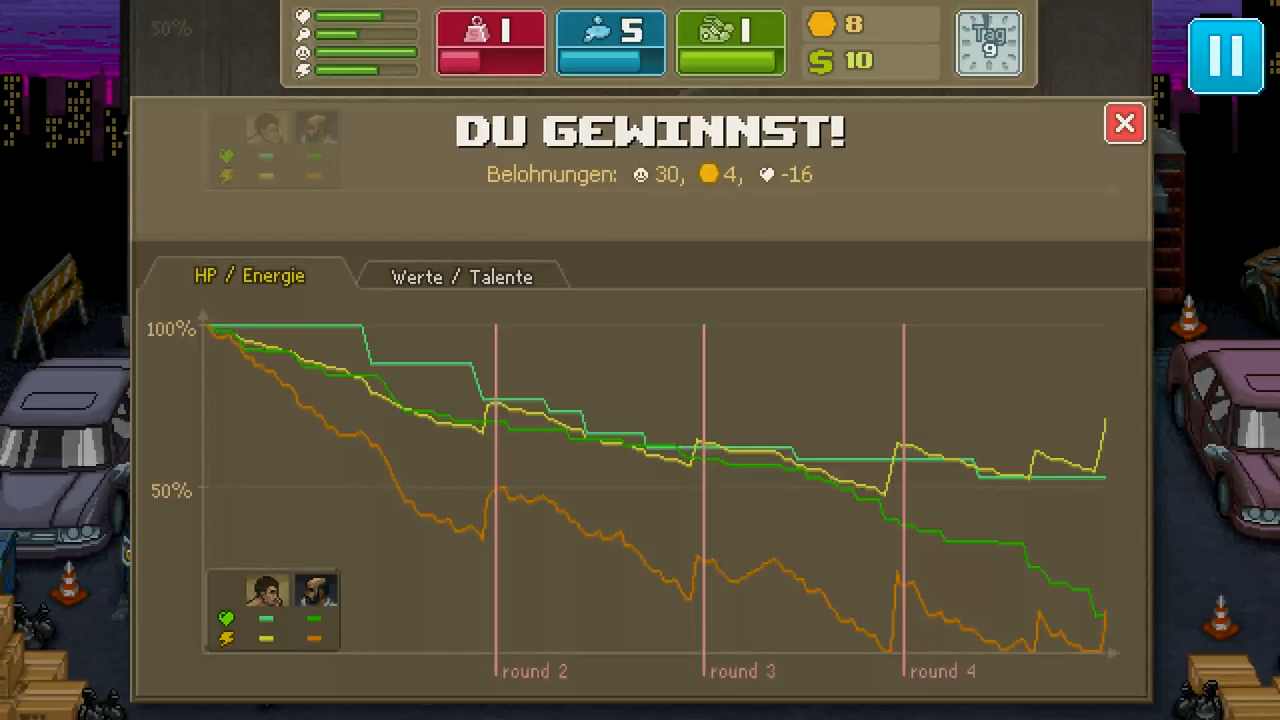 50%
1
5
1
8
$ 10
Tag
9
DU GEWINNST!
Belohnungen: 30, 4, -16
HP / Energie
Werte / Talente
100%
50%
round 2
round 3
round 4